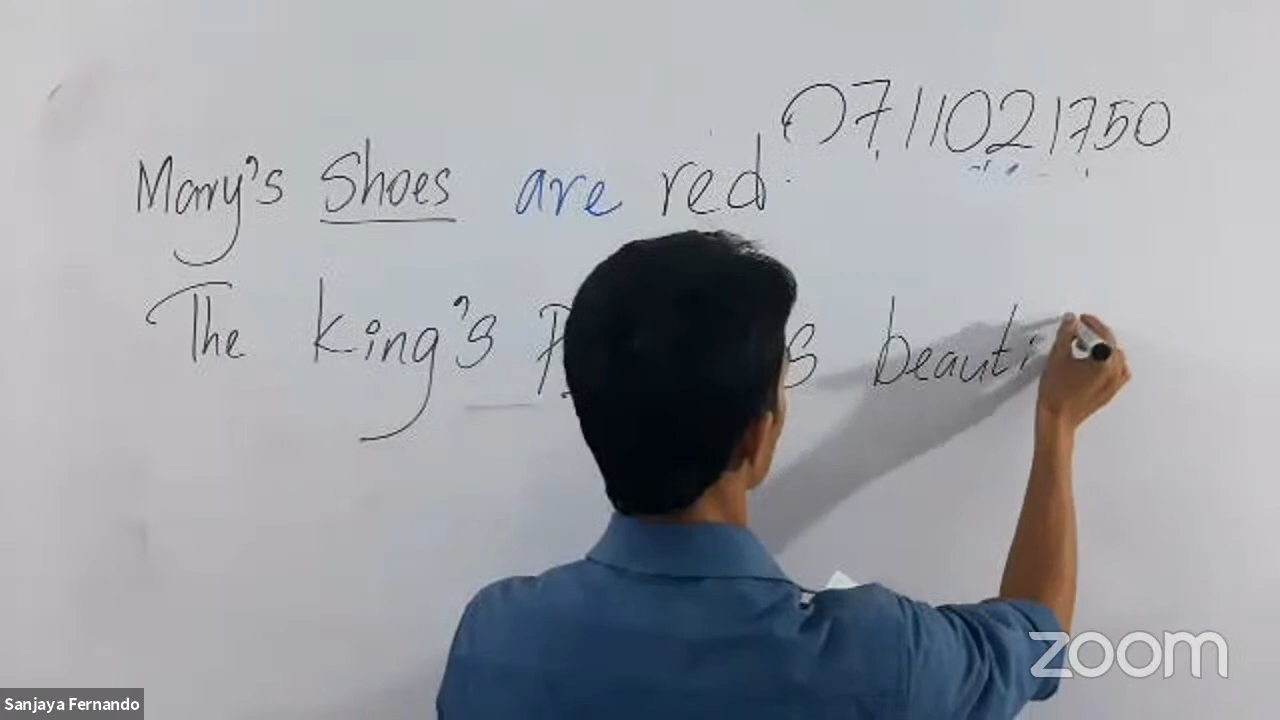 0711021750
Mary's Shoes are red.
The king's beauti
zoom
Sanjaya Fernando